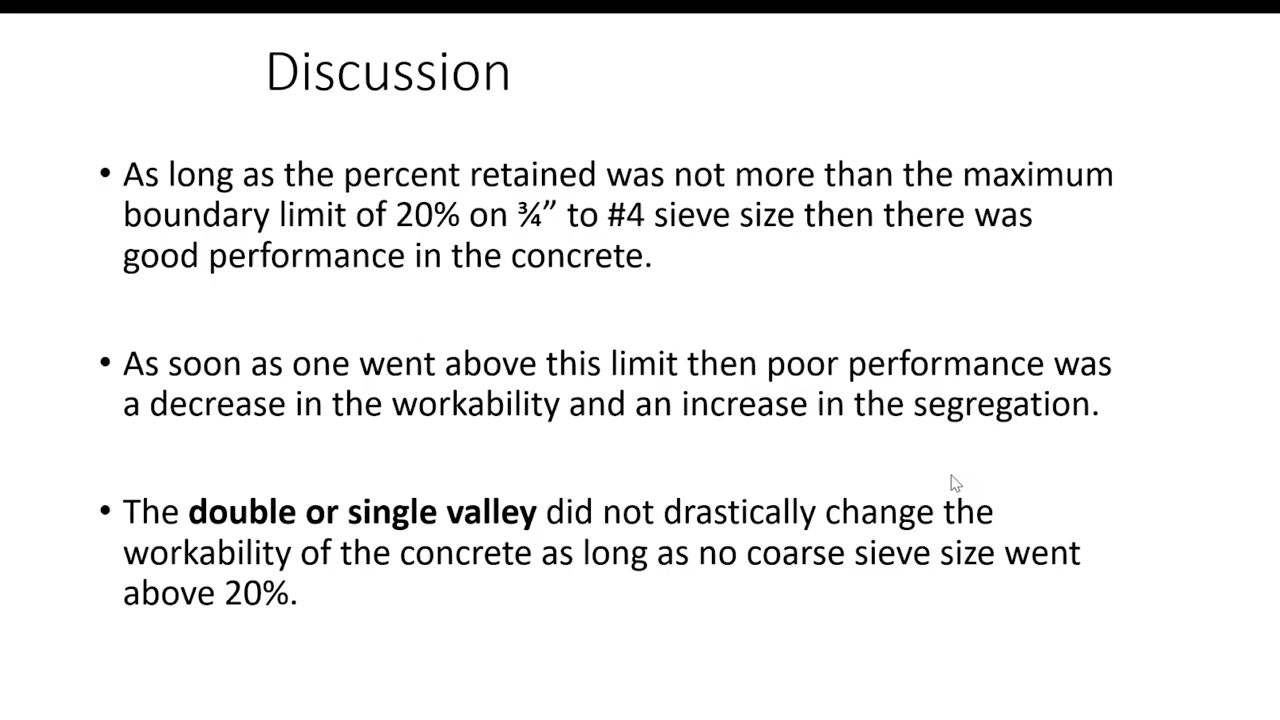 Discussion
• As long as the percent retained was not more than the maximum
boundary limit of 20% on ¾” to #4 sieve size then there was
good performance in the concrete.
• As soon as one went above this limit then poor performance was
a decrease in the workability and an increase in the segregation.
• The double or single valley did not drastically change the
workability of the concrete as long as no coarse sieve size went
above 20%.